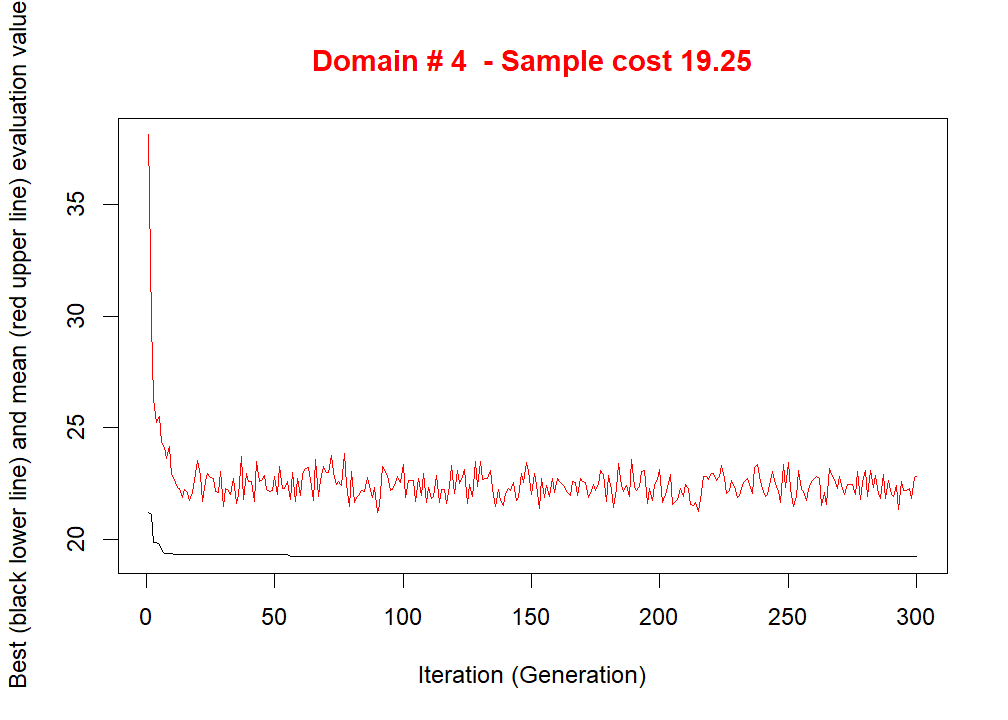 Domain # 4  - Sample cost 19.25
Best (black lower line) and mean (red upper line) evaluation value
35
30
25
20
0 50 100 150 200 250 300
Iteration (Generation)